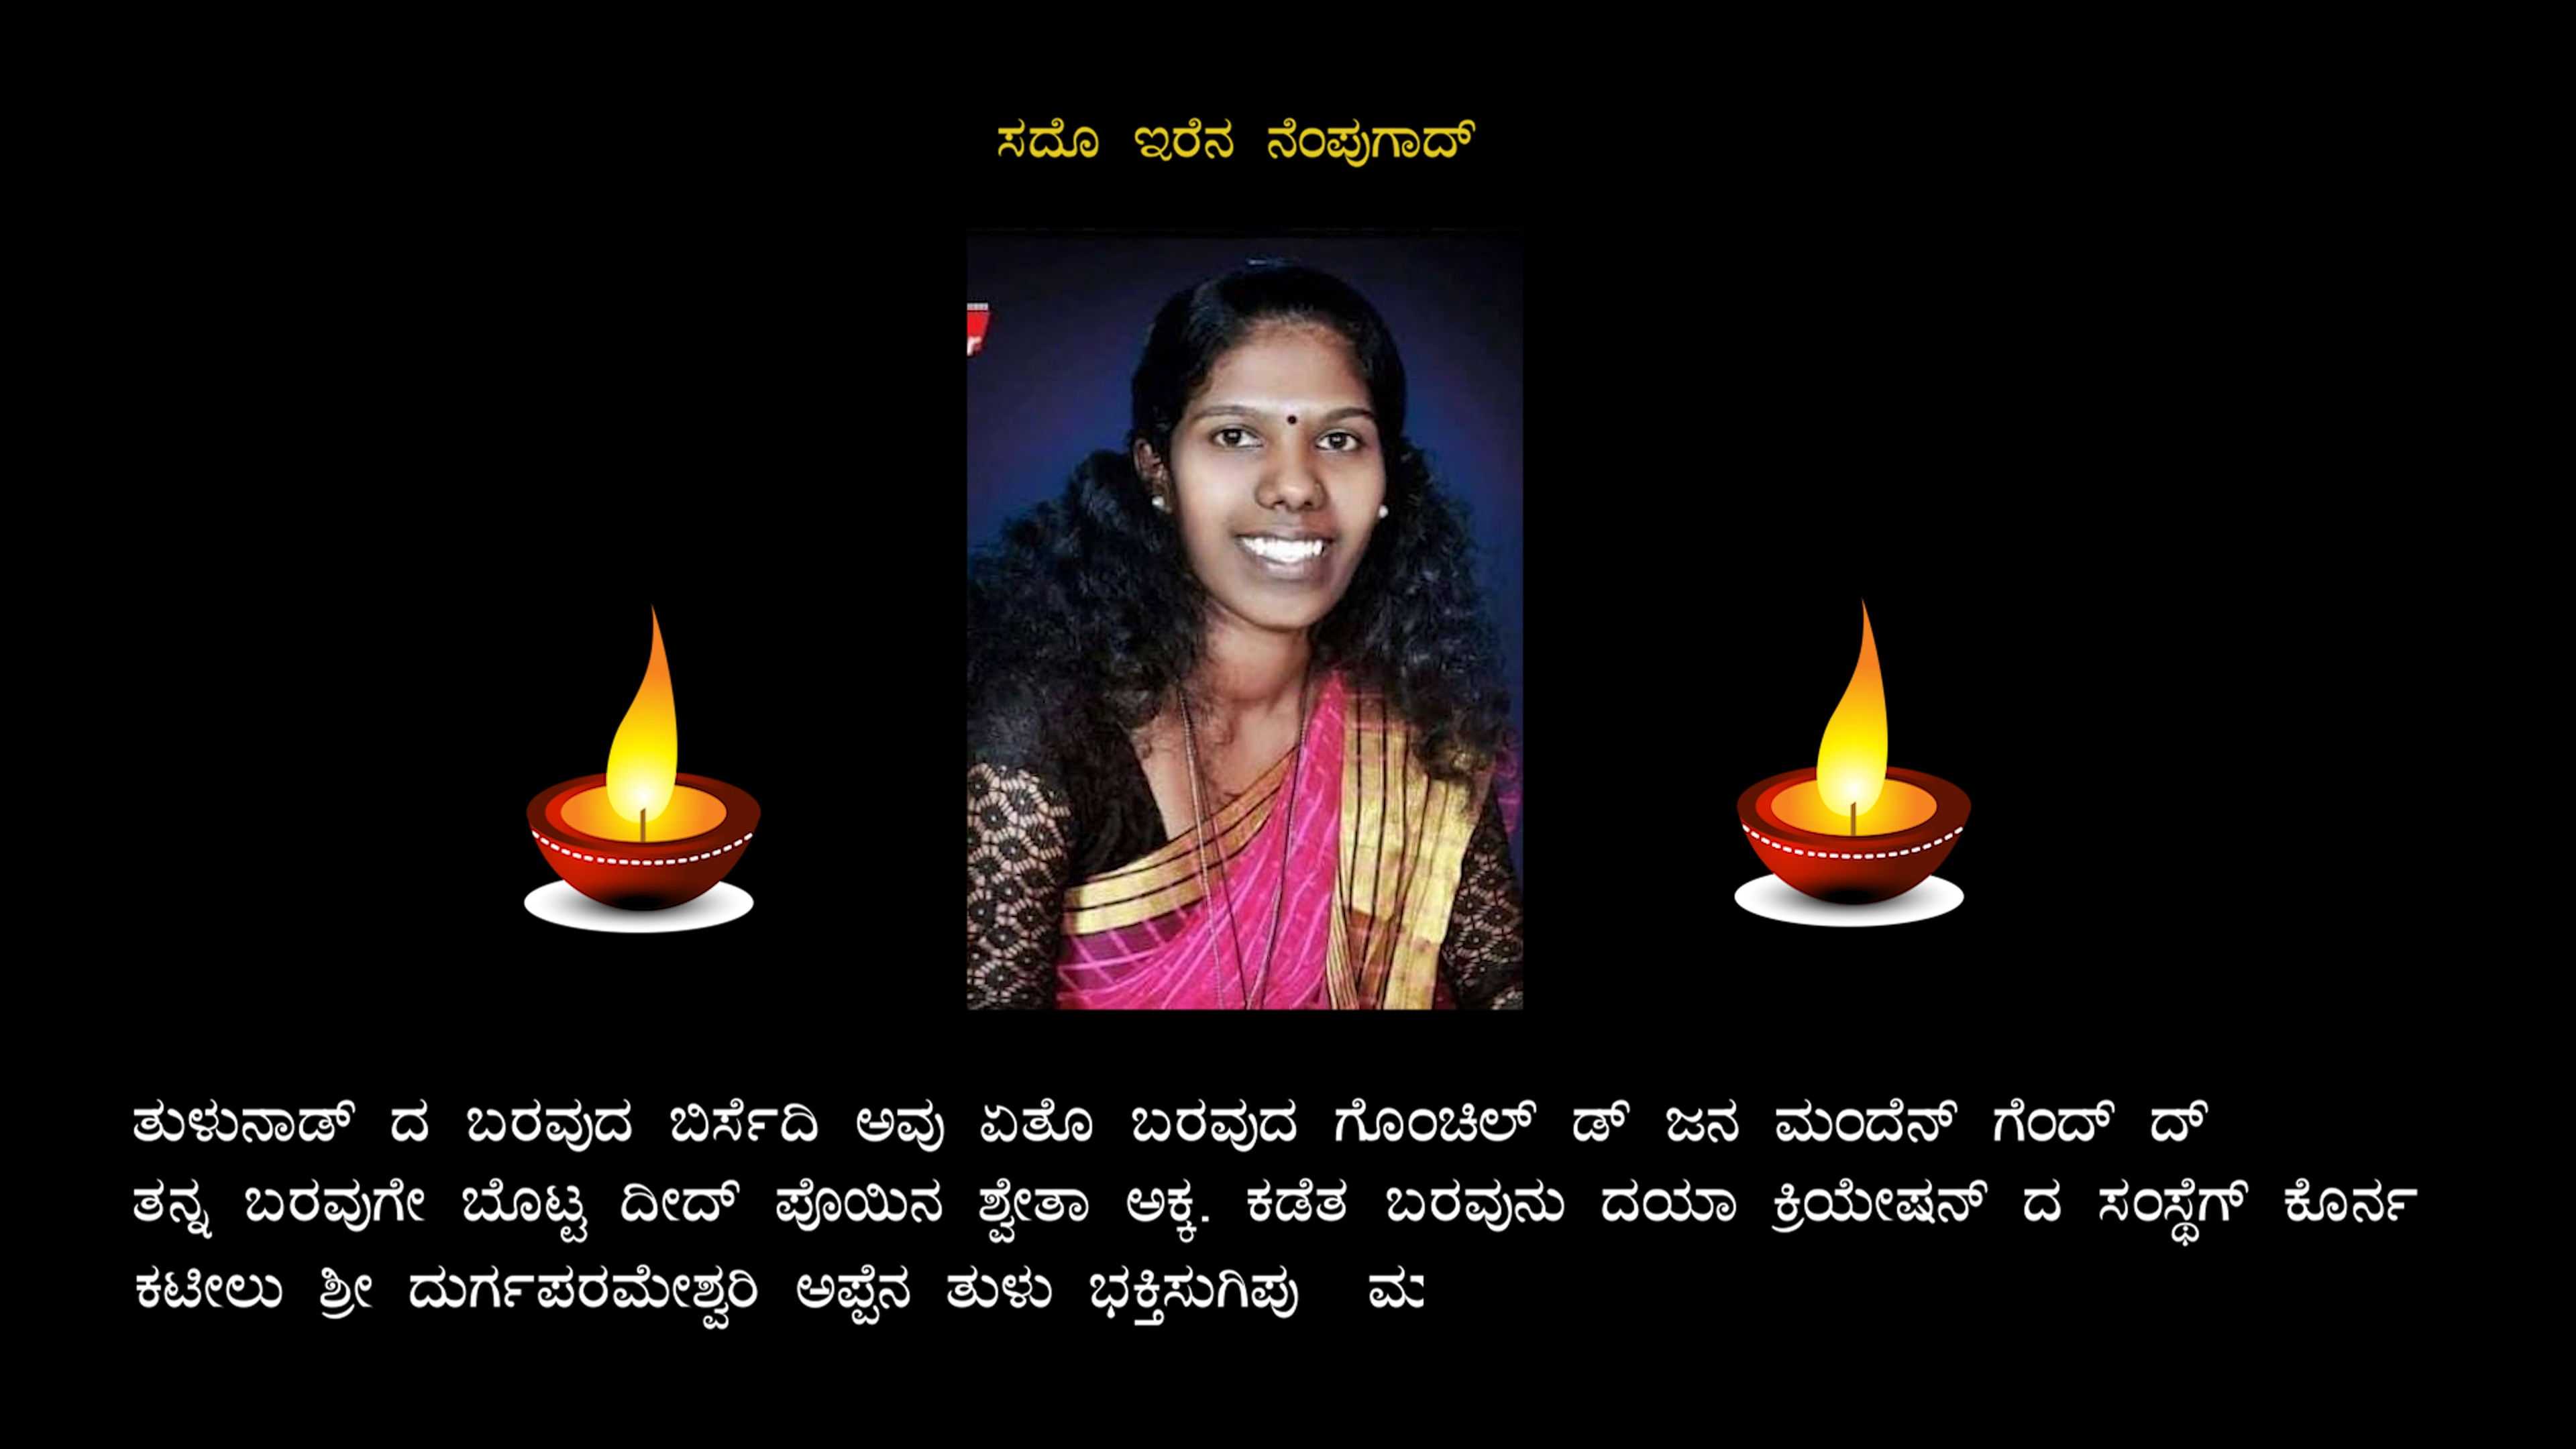 ಸದೊ ಇರೆನ ನೆಂಪುಗಾದ್
ತುಳುನಾಡ್ ದ ಬರವುದ ಬಿರ್ಸೆದಿ ಅವು ಏತೊ ಬರವುದ ಗೊಂಚಿಲ್ ಡ್ ಜನ ಮಂದೆನ್ ಗೆಂದ್ ದ್
ತನ್ನ ಬರವುಗೇ ಬೊಟ್ಟ ದೀದ್ ಪೊಯಿನ ಶ್ವೇತಾ ಅಕ್ಕ. ಕಡೆತ ಬರವುನು ದಯಾ ಕ್ರಿಯೇಷನ್ ದ ಸಂಸ್ಥೆಗ್ ಕೊರ್ನ
ಕಟೀಲು ಶ್ರೀ ದುರ್ಗಪರಮೇಶ್ವರಿ ಅಪ್ಪೆನ ತುಳು ಭಕ್ತಿಸುಗಿಪು